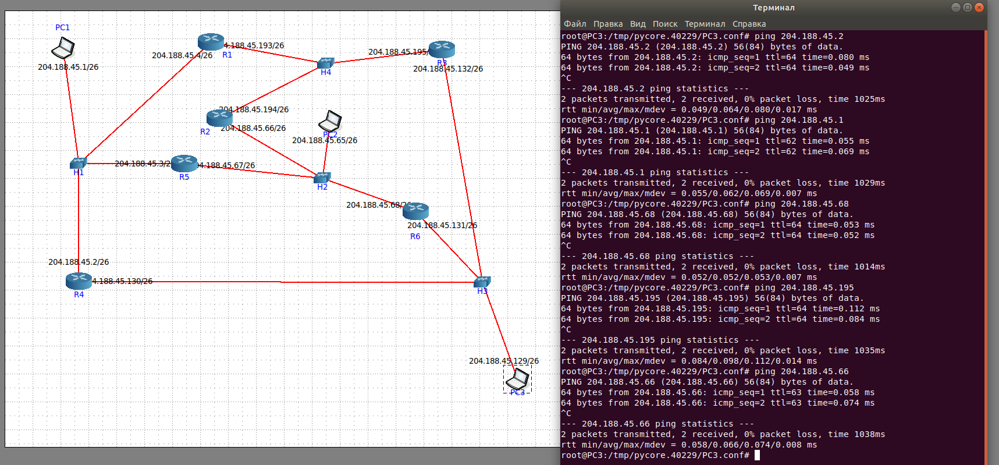 PC1
204.188.45.1/26
204.188.45.4/26
4.188.45.193/26
R1
H4
204.188.45.195/
R3
204.188.45.132/26
204.188.45.194/26
R2
204.188.45.66/26
PC2
204.188.45.65/26
H1
204.188.45.3/2
R5
4.188.45.67/26
H2
204.188.45.68/26
204.188.45.131/26
R6
204.188.45.2/26
R4
4.188.45.130/26
H3
204.188.45.129/26
PC3
Терминал
Файл Правка Вид Поиск Терминал Справка
root@PC3:/tmp/pycore.40229/PC3.conf# ping 204.188.45.2
PING 204.188.45.2 (204.188.45.2) 56(84) bytes of data.
64 bytes from 204.188.45.2: icmp_seq=1 ttl=64 time=0.080 ms
64 bytes from 204.188.45.2: icmp_seq=2 ttl=64 time=0.049 ms
^C
--- 204.188.45.2 ping statistics ---
2 packets transmitted, 2 received, 0% packet loss, time 1025ms
rtt min/avg/max/mdev = 0.049/0.064/0.080/0.017 ms
root@PC3:/tmp/pycore.40229/PC3.conf# ping 204.188.45.1
PING 204.188.45.1 (204.188.45.1) 56(84) bytes of data.
64 bytes from 204.188.45.1: icmp_seq=1 ttl=62 time=0.055 ms
64 bytes from 204.188.45.1: icmp_seq=2 ttl=62 time=0.069 ms
^C
--- 204.188.45.1 ping statistics ---
2 packets transmitted, 2 received, 0% packet loss, time 1029ms
rtt min/avg/max/mdev = 0.055/0.062/0.069/0.007 ms
root@PC3:/tmp/pycore.40229/PC3.conf# ping 204.188.45.68
PING 204.188.45.68 (204.188.45.68) 56(84) bytes of data.
64 bytes from 204.188.45.68: icmp_seq=1 ttl=64 time=0.053 ms
64 bytes from 204.188.45.68: icmp_seq=2 ttl=64 time=0.052 ms
^C
--- 204.188.45.68 ping statistics ---
2 packets transmitted, 2 received, 0% packet loss, time 1014ms
rtt min/avg/max/mdev = 0.052/0.052/0.053/0.007 ms
root@PC3:/tmp/pycore.40229/PC3.conf# ping 204.188.45.195
PING 204.188.45.195 (204.188.45.195) 56(84) bytes of data.
64 bytes from 204.188.45.195: icmp_seq=1 ttl=64 time=0.112 ms
64 bytes from 204.188.45.195: icmp_seq=2 ttl=64 time=0.084 ms
^C
--- 204.188.45.195 ping statistics ---
2 packets transmitted, 2 received, 0% packet loss, time 1035ms
rtt min/avg/max/mdev = 0.084/0.098/0.112/0.014 ms
root@PC3:/tmp/pycore.40229/PC3.conf# ping 204.188.45.66
PING 204.188.45.66 (204.188.45.66) 56(84) bytes of data.
64 bytes from 204.188.45.66: icmp_seq=1 ttl=63 time=0.058 ms
64 bytes from 204.188.45.66: icmp_seq=2 ttl=63 time=0.074 ms
^C
--- 204.188.45.66 ping statistics ---
2 packets transmitted, 2 received, 0% packet loss, time 1038ms
rtt min/avg/max/mdev = 0.058/0.066/0.074/0.008 ms
root@PC3:/tmp/pycore.40229/PC3.conf#